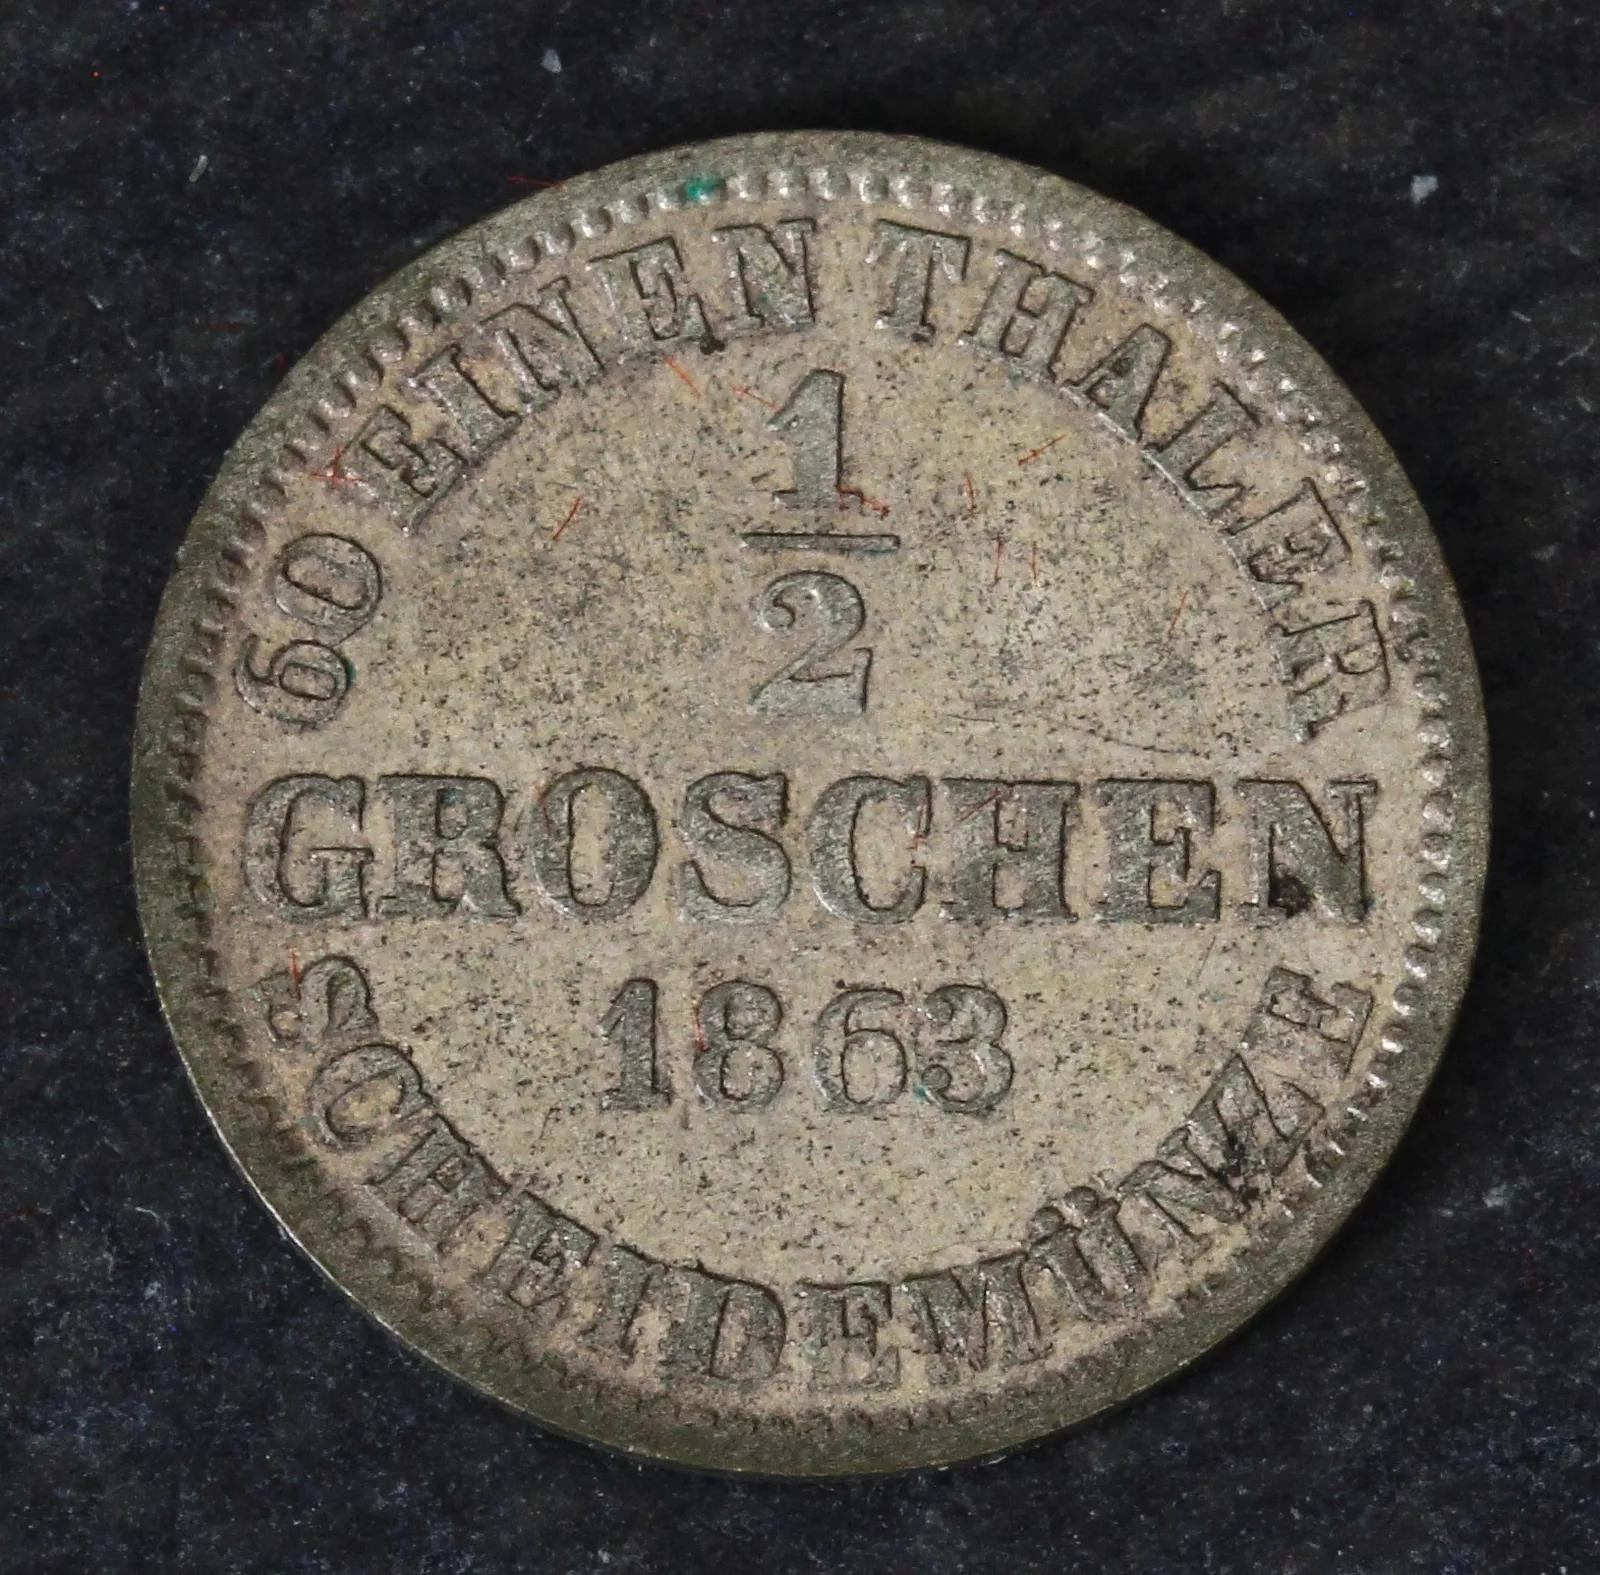 60 EINEN THALER
1
2
GROSCHEN
1863
SCHEIDEMÜNZE